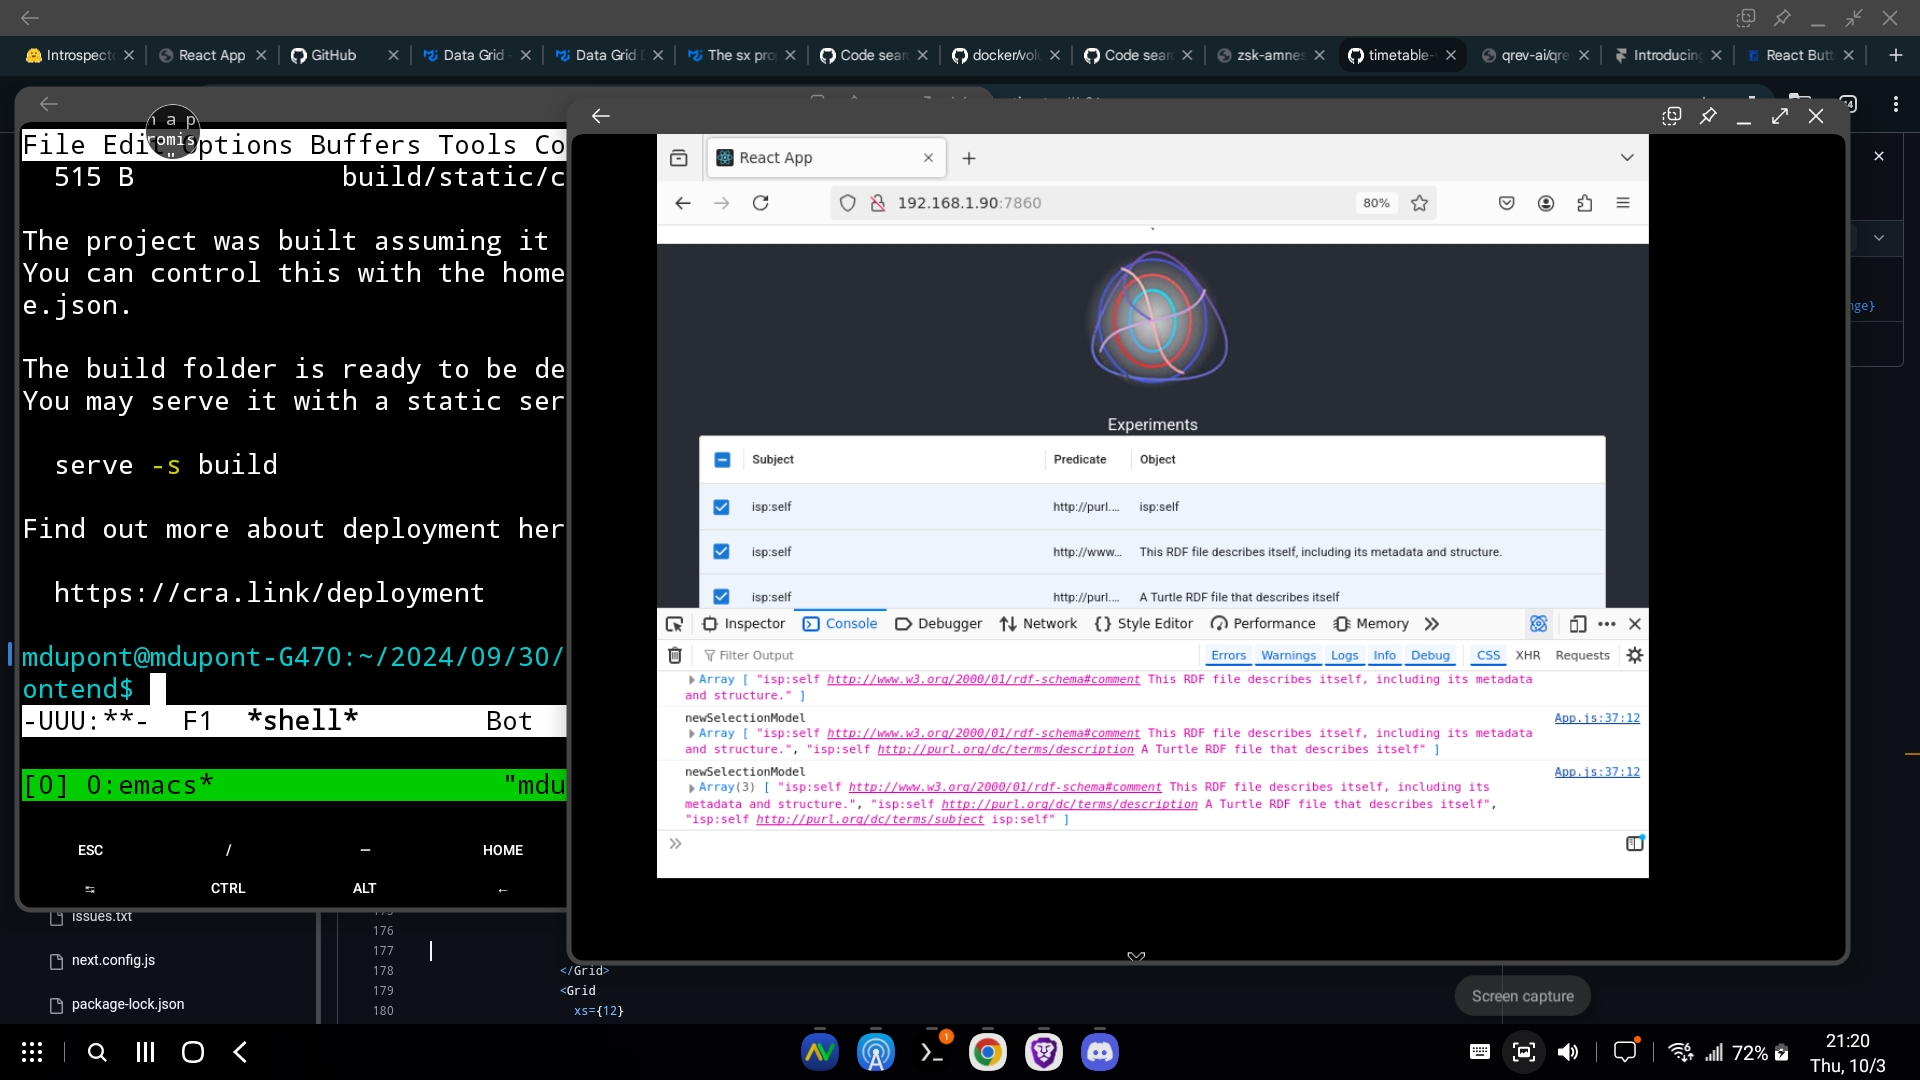 Introspect
React App
GitHub
Data Grid -
Data Grid
The sx pro
Code sear
docker/vol
Code sear
zsk-amnes
timetable-
qrev-ai/qre
Introducing
React Butt
n a p
romis
"
File Edit Options Buffers Tools Co
515 B build/static/c
The project was built assuming it
You can control this with the home
e.json.
The build folder is ready to be de
You may serve it with a static ser
serve -s build
Find out more about deployment her
https://cra.link/deployment
mdupont@mdupont-G470:~/2024/09/30/
ontend$
-UUU:**- F1 *shell* Bot
[0] 0:emacs* "mdu
ESC / — HOME
CTRL ALT ←
React App
192.168.1.90:7860
80%
Experiments
Subject Predicate Object
isp:self http://purl.... isp:self
isp:self http://www... This RDF file describes itself, including its metadata and structure.
isp:self http://purl.... A Turtle RDF file that describes itself
Inspector Console Debugger Network Style Editor Performance Memory
Filter Output
Errors Warnings Logs Info Debug CSS XHR Requests
Array [ "isp:self http://www.w3.org/2000/01/rdf-schema#comment This RDF file describes itself, including its metadata
and structure." ]
newSelectionModel App.js:37:12
Array [ "isp:self http://www.w3.org/2000/01/rdf-schema#comment This RDF file describes itself, including its metadata
and structure.", "isp:self http://purl.org/dc/terms/description A Turtle RDF file that describes itself" ]
newSelectionModel App.js:37:12
Array(3) [ "isp:self http://www.w3.org/2000/01/rdf-schema#comment This RDF file describes itself, including its
metadata and structure.", "isp:self http://purl.org/dc/terms/description A Turtle RDF file that describes itself",
"isp:self http://purl.org/dc/terms/subject isp:self" ]
nge}
issues.txt
next.config.js
package-lock.json
176
177
178 </Grid>
179 <Grid
180 xs={12}
Screen capture
1
72%
21:20
Thu, 10/3